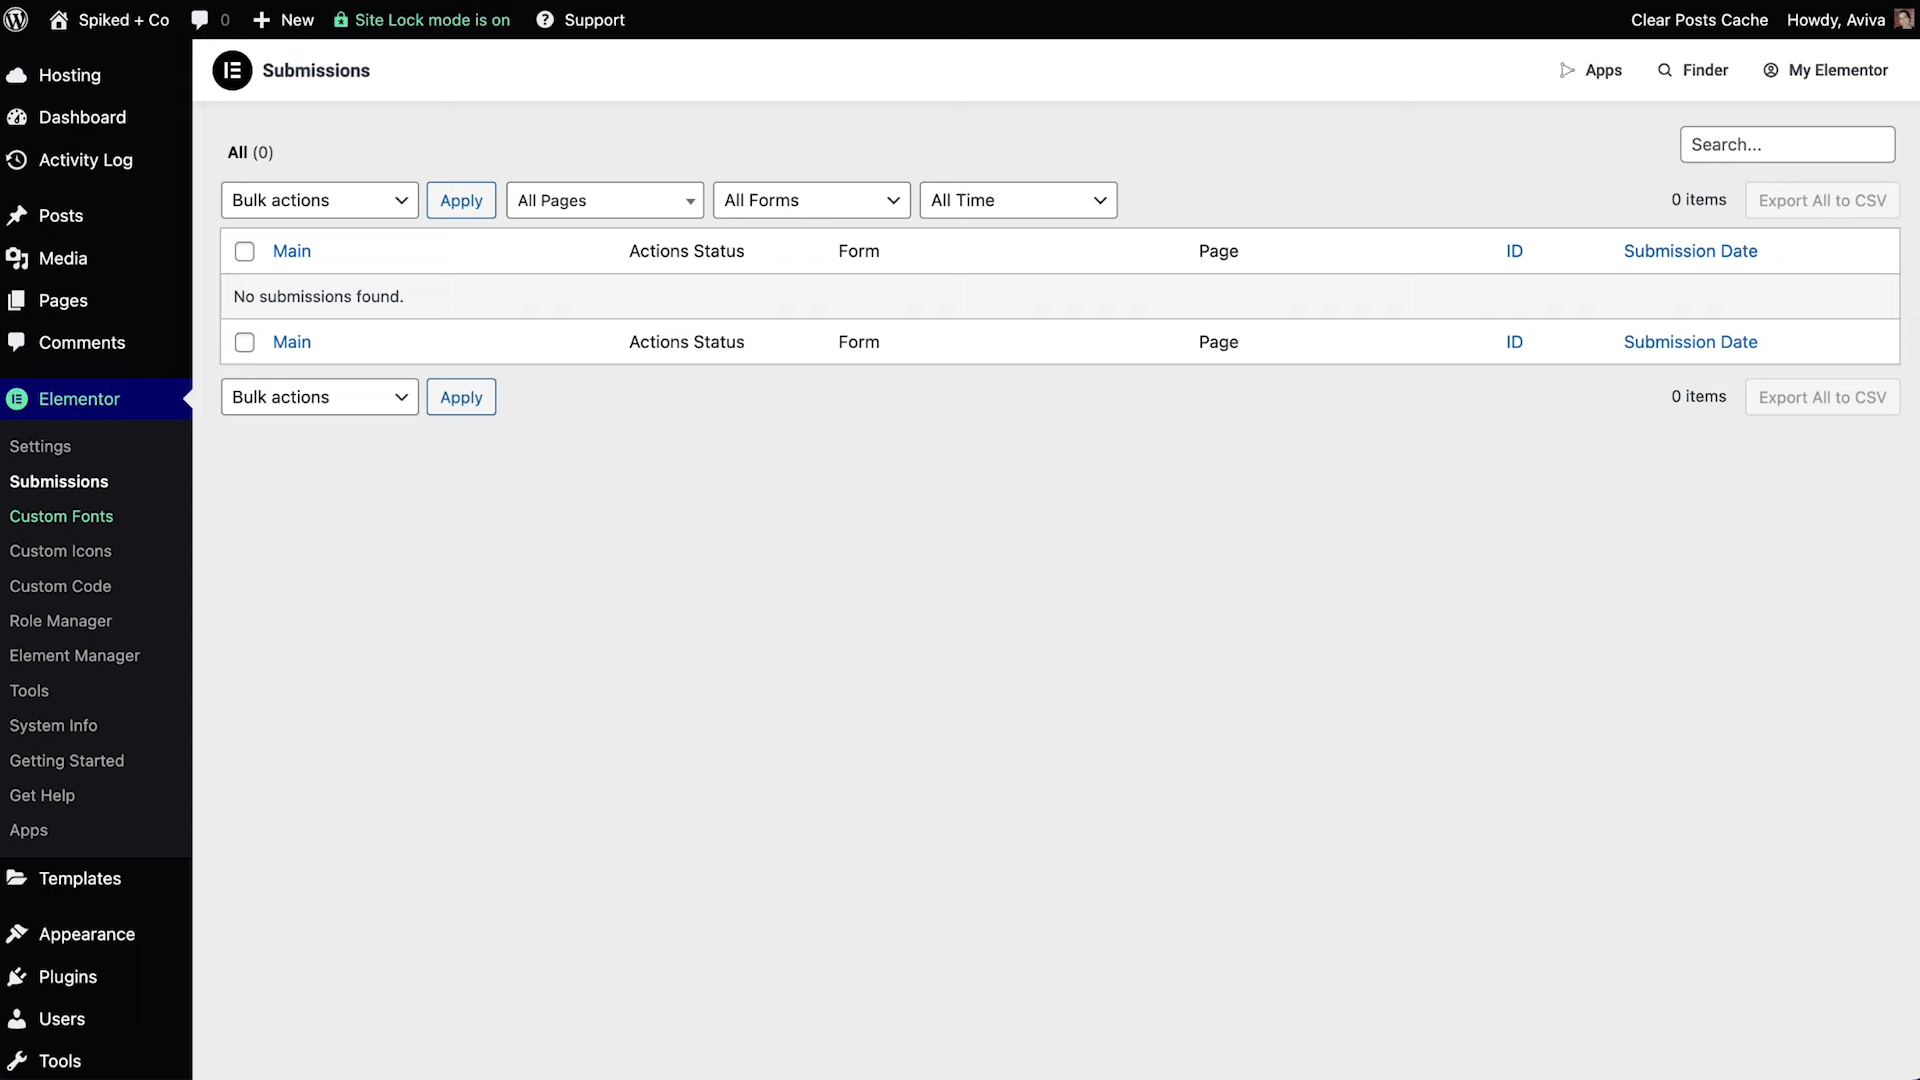 Spiked + Co 0 New Site Lock mode is on Support Clear Posts Cache Howdy, Aviva
Hosting
Dashboard
Activity Log
Posts
Media
Pages
Comments
Elementor
Settings
Submissions
Custom Fonts
Custom Icons
Custom Code
Role Manager
Element Manager
Tools
System Info
Getting Started
Get Help
Apps
Templates
Appearance
Plugins
Users
Tools
Submissions Apps Finder My Elementor
All (0) Search...
Bulk actions Apply All Pages All Forms All Time 0 items Export All to CSV
Main Actions Status Form Page ID Submission Date
No submissions found.
Main Actions Status Form Page ID Submission Date
Bulk actions Apply 0 items Export All to CSV